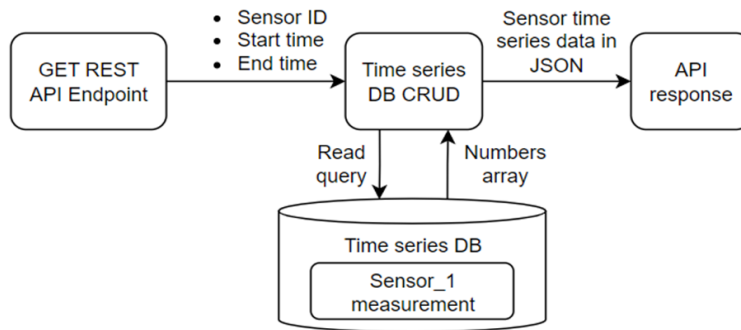 • Sensor ID
• Start time
• End time
Sensor time
series data in
JSON
GET REST
API Endpoint
Time series
DB CRUD
API
response
Read
query
Numbers
array
Time series DB
Sensor_1
measurement